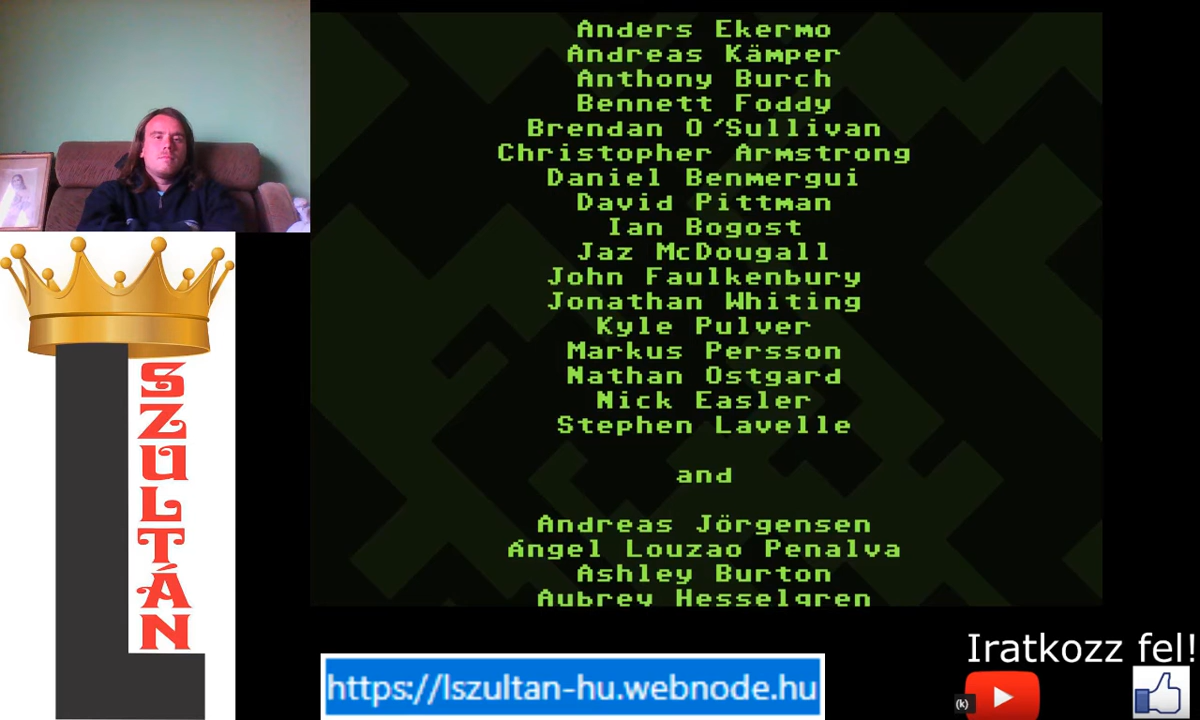 Anders Ekermo
Andreas Kämper
Anthony Burch
Bennett Foddy
Brendan O'Sullivan
Christopher Armstrong
Daniel Benmergui
David Pittman
Ian Bogost
Jaz McDougall
John Faulkenbury
Jonathan Whiting
Kyle Pulver
Markus Persson
Nathan Ostgard
Nick Easler
Stephen Lavelle
and
Andreas Jörgensen
Ángel Louzao Penalva
Ashley Burton
Aubrey Hesselgren
L SZULTÁN
https://lszultan-hu.webnode.hu
Iratkozz fel!
(k)